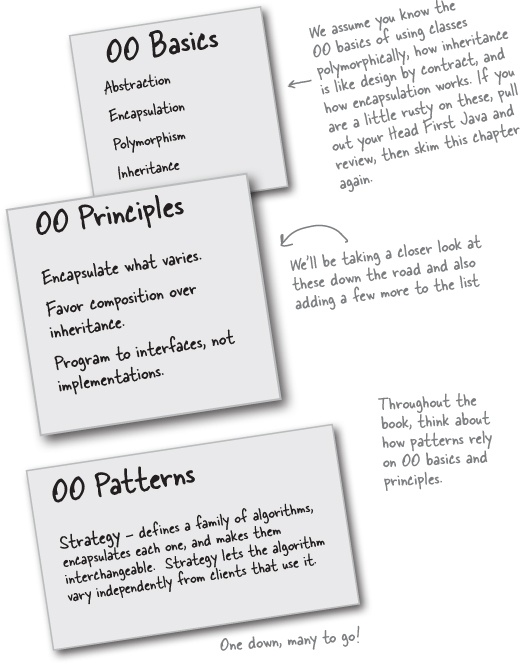 OO Basics
Abstraction
Encapsulation
Polymorphism
Inheritance
We assume you know the
OO basics of using classes
polymorphically, how inheritance
is like design by contract, and
how encapsulation works. If you
are a little rusty on these, pull
out your Head First Java and
review, then skim this chapter
again.
OO Principles
Encapsulate what varies.
Favor composition over
inheritance.
Program to interfaces, not
implementations.
We'll be taking a closer look at
these down the road and also
adding a few more to the list
Throughout the
book, think about
how patterns rely
on OO basics and
principles.
OO Patterns
Strategy – defines a family of algorithms,
encapsulates each one, and makes them
interchangeable. Strategy lets the algorithm
vary independently from clients that use it.
One down, many to go!